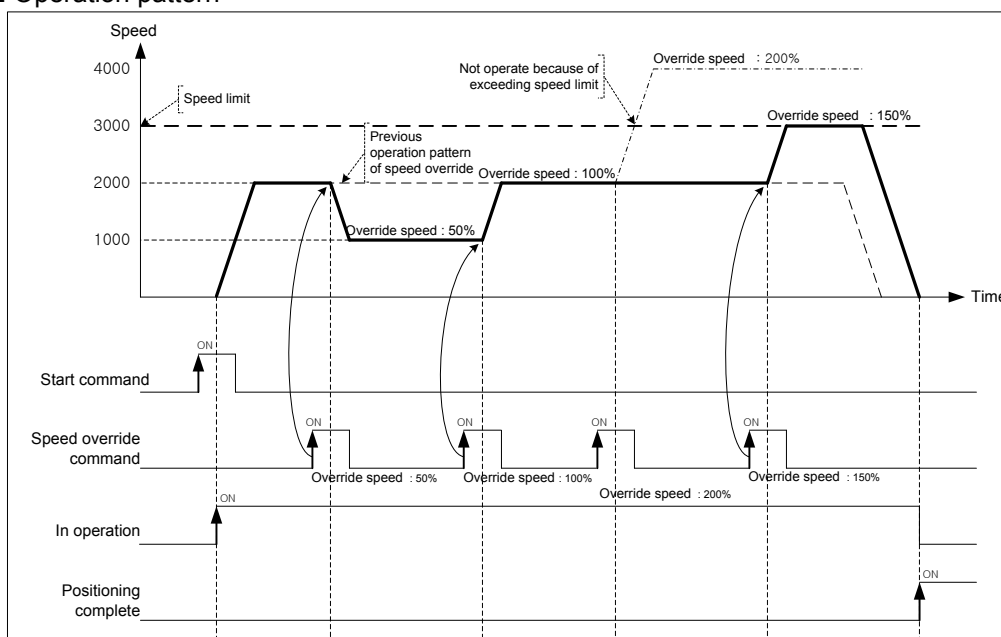 Operation pattern
Speed
4000
3000
2000
1000
Speed limit
Previous
operation pattern
of speed override
Not operate because of
exceeding speed limit
Override speed : 200%
Override speed : 150%
Override speed : 100%
Override speed : 50%
Time
Start command
ON
Speed override
command
ON
ON
ON
ON
Override speed : 50%
Override speed : 100%
Override speed : 200%
Override speed : 150%
In operation
ON
Positioning
complete
ON